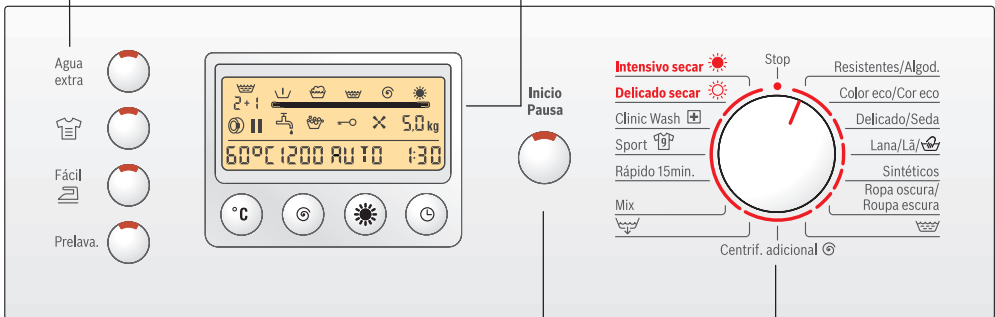 Agua
extra
Fácil
Prelava.
2+1
5.0 kg
60°C 1200 AUTO 1:30
°C
Inicio
Pausa
Stop
Intensivo secar
Delicado secar
Clinic Wash
Sport
Rápido 15min.
Mix
Resistentes/Algod.
Color eco/Cor eco
Delicado/Seda
Lana/Lã/
Sintéticos
Ropa oscura/
Roupa escura
Centrif. adicional